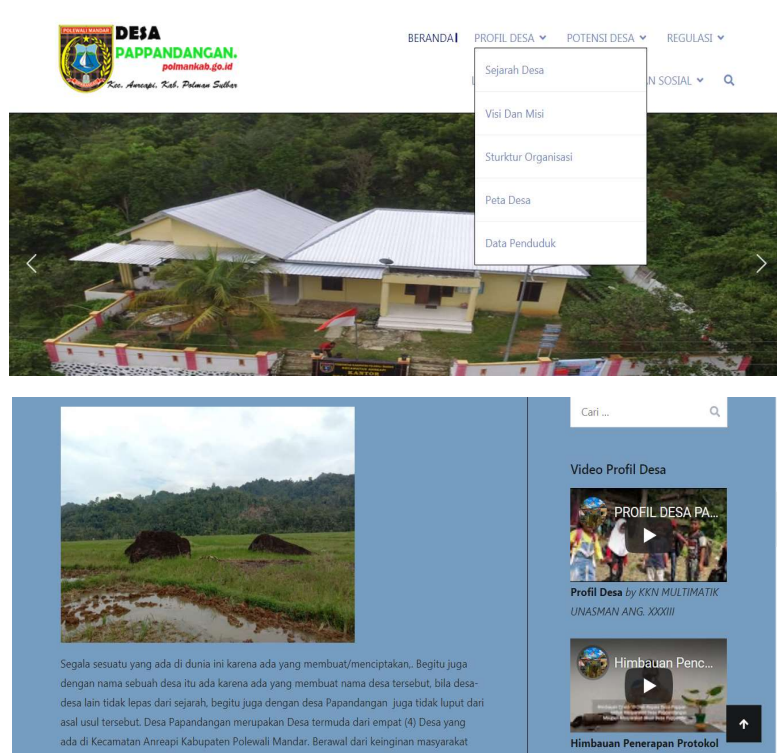 POLEWALI MANDAR
DESA
PAPPANDANGAN.
polmankab.go.id
Kec. Anreapi, Kab. Polman Sulbar
BERANDA
PROFIL DESA
POTENSI DESA
REGULASI
Sejarah Desa
N SOSIAL
Visi Dan Misi
Sturktur Organisasi
Peta Desa
Data Penduduk
KANTOR
Segala sesuatu yang ada di dunia ini karena ada yang membuat/menciptakan,. Begitu juga
dengan nama sebuah desa itu ada karena ada yang membuat nama desa tersebut, bila desa-
desa lain tidak lepas dari sejarah, begitu juga dengan desa Papandangan juga tidak luput dari
asal usul tersebut. Desa Papandangan merupakan Desa termuda dari empat (4) Desa yang
ada di Kecamatan Anreapi Kabupaten Polewali Mandar. Berawal dari keinginan masyarakat
Cari ...
Video Profil Desa
PROFIL DESA PA...
Profil Desa by KKN MULTIMATIK
UNASMAN ANG. XXXIII
Himbauan Penc...
Himbauan Penerapan Protokol